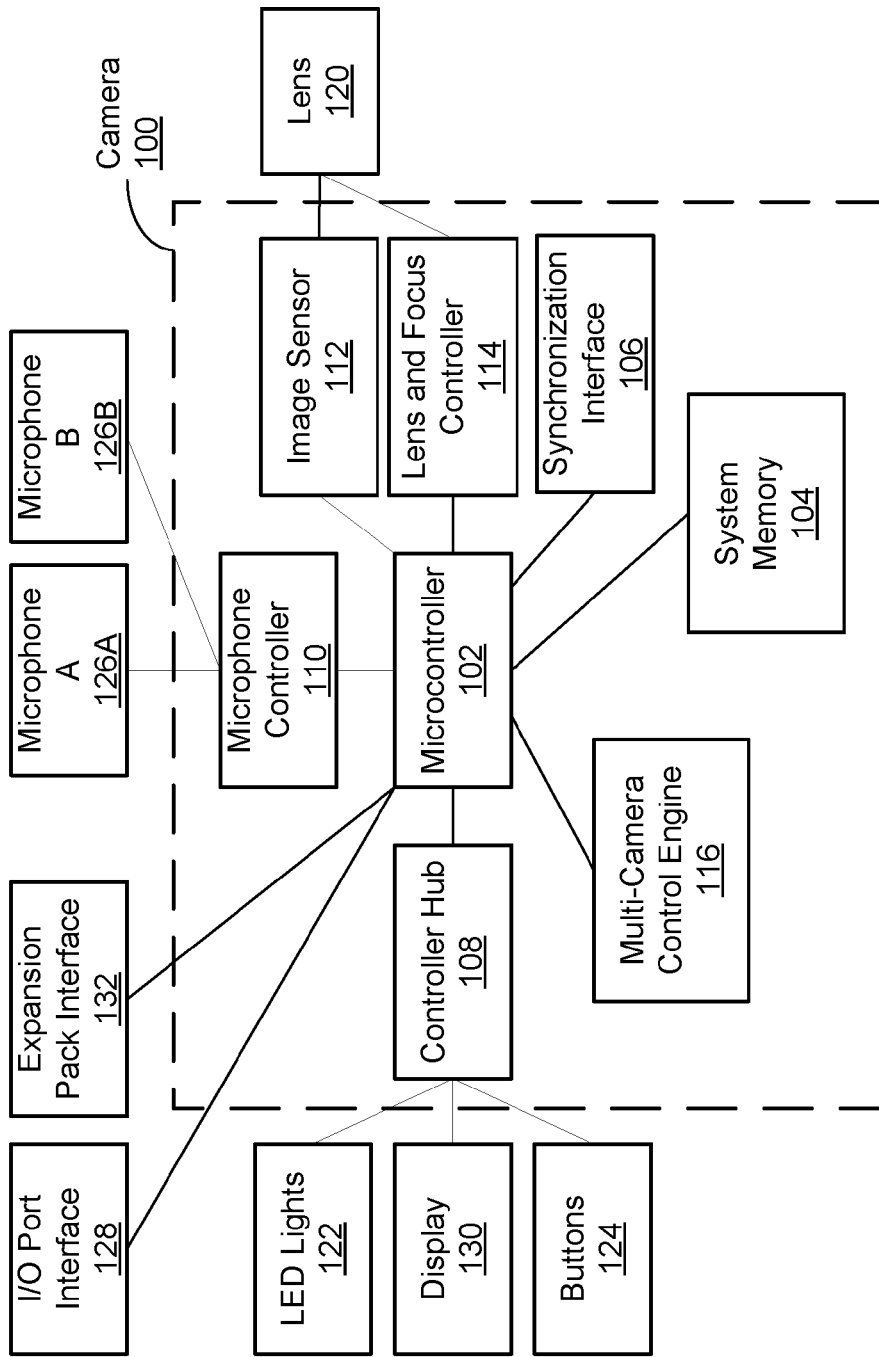 I/O Port
Interface
128
Expansion
Pack Interface
132
Microphone
A
126A
Microphone
B
126B
Camera
100
LED Lights
122
Display
130
Buttons
124
Controller Hub
108
Microphone
Controller
110
Microcontroller
102
Image Sensor
112
Lens and Focus
Controller
114
Lens
120
Synchronization
Interface
106
Multi-Camera
Control Engine
116
System
Memory
104